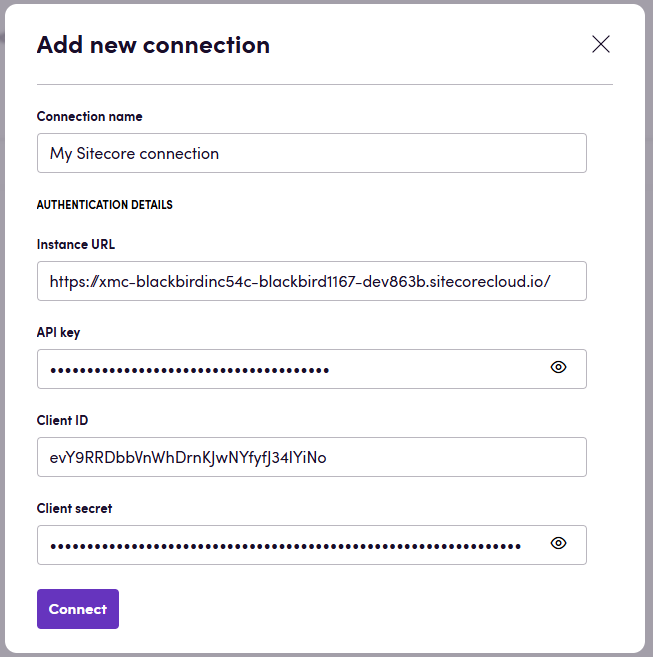 Add new connection
Connection name
My Sitecore connection
AUTHENTICATION DETAILS
Instance URL
https://xmc-blackbirdinc54c-blackbird1167-dev863b.sitecorecloud.io/
API key
••••••••••••••••••••••••••••••••••••••
Client ID
evY9RRDbbVnWhDrnKJwNYfyfJ34IYiNo
Client secret
••••••••••••••••••••••••••••••••••••••••••••••••••••••••••••••••
Connect